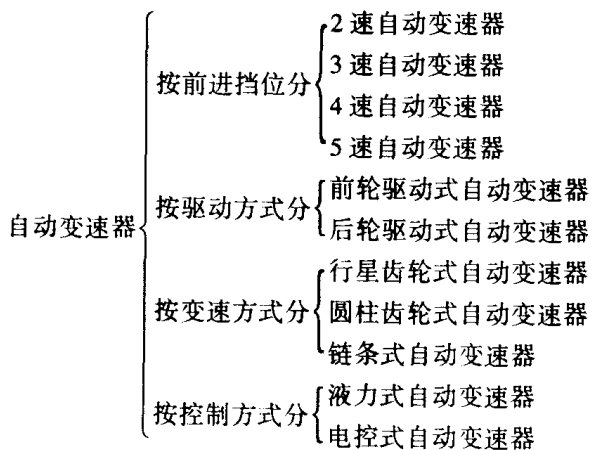 自动变速器
按前进挡位分
2 速自动变速器
3 速自动变速器
4 速自动变速器
5 速自动变速器
按驱动方式分
前轮驱动式自动变速器
后轮驱动式自动变速器
按变速方式分
行星齿轮式自动变速器
圆柱齿轮式自动变速器
链条式自动变速器
按控制方式分
液力式自动变速器
电控式自动变速器